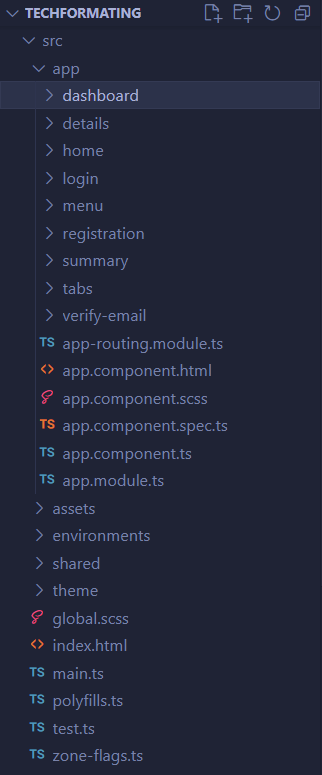 TECHFORMATING
src
app
dashboard
details
home
login
menu
registration
summary
tabs
verify-email
TS app-routing.module.ts
<> app.component.html
app.component.scss
TS app.component.spec.ts
TS app.component.ts
TS app.module.ts
assets
environments
shared
theme
global.scss
<> index.html
TS main.ts
TS polyfills.ts
TS test.ts
TS zone-flags.ts